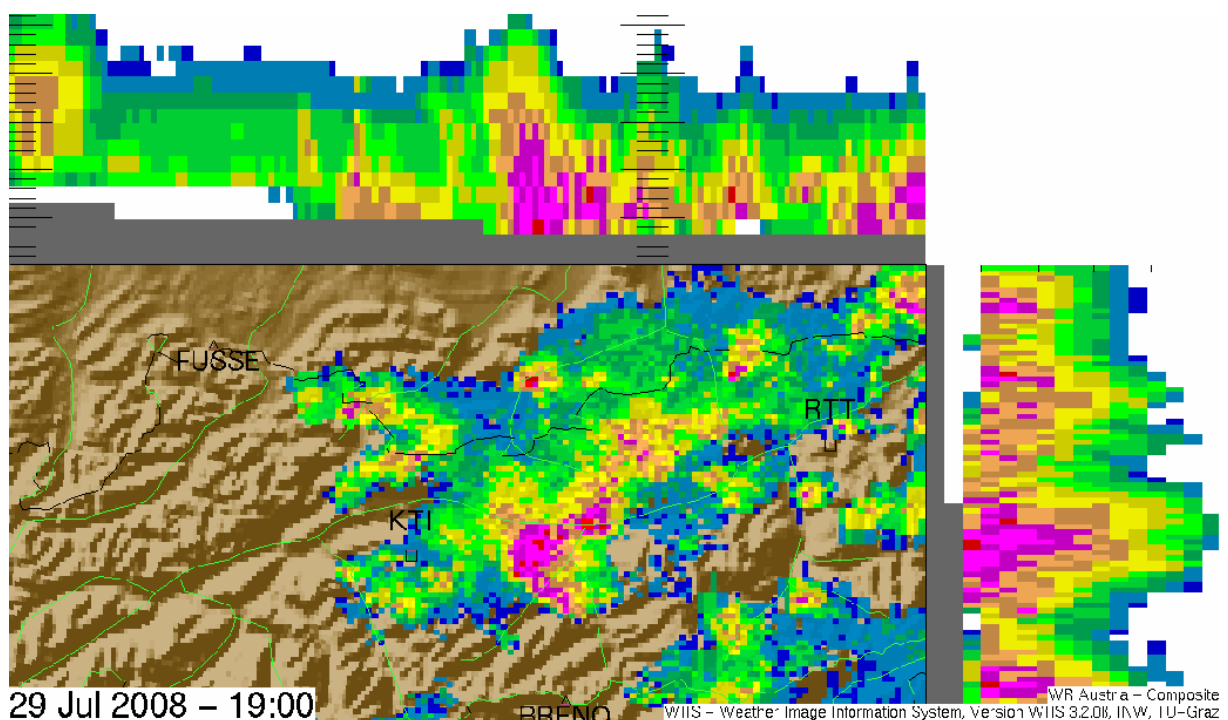 FUSSE
RTT
KTI
BRENO
29 Jul 2008 – 19:00
WR Austria – Composite
WIIS – Weather Image Information System, Version WIIS 3.2.08, INW, TU–Graz